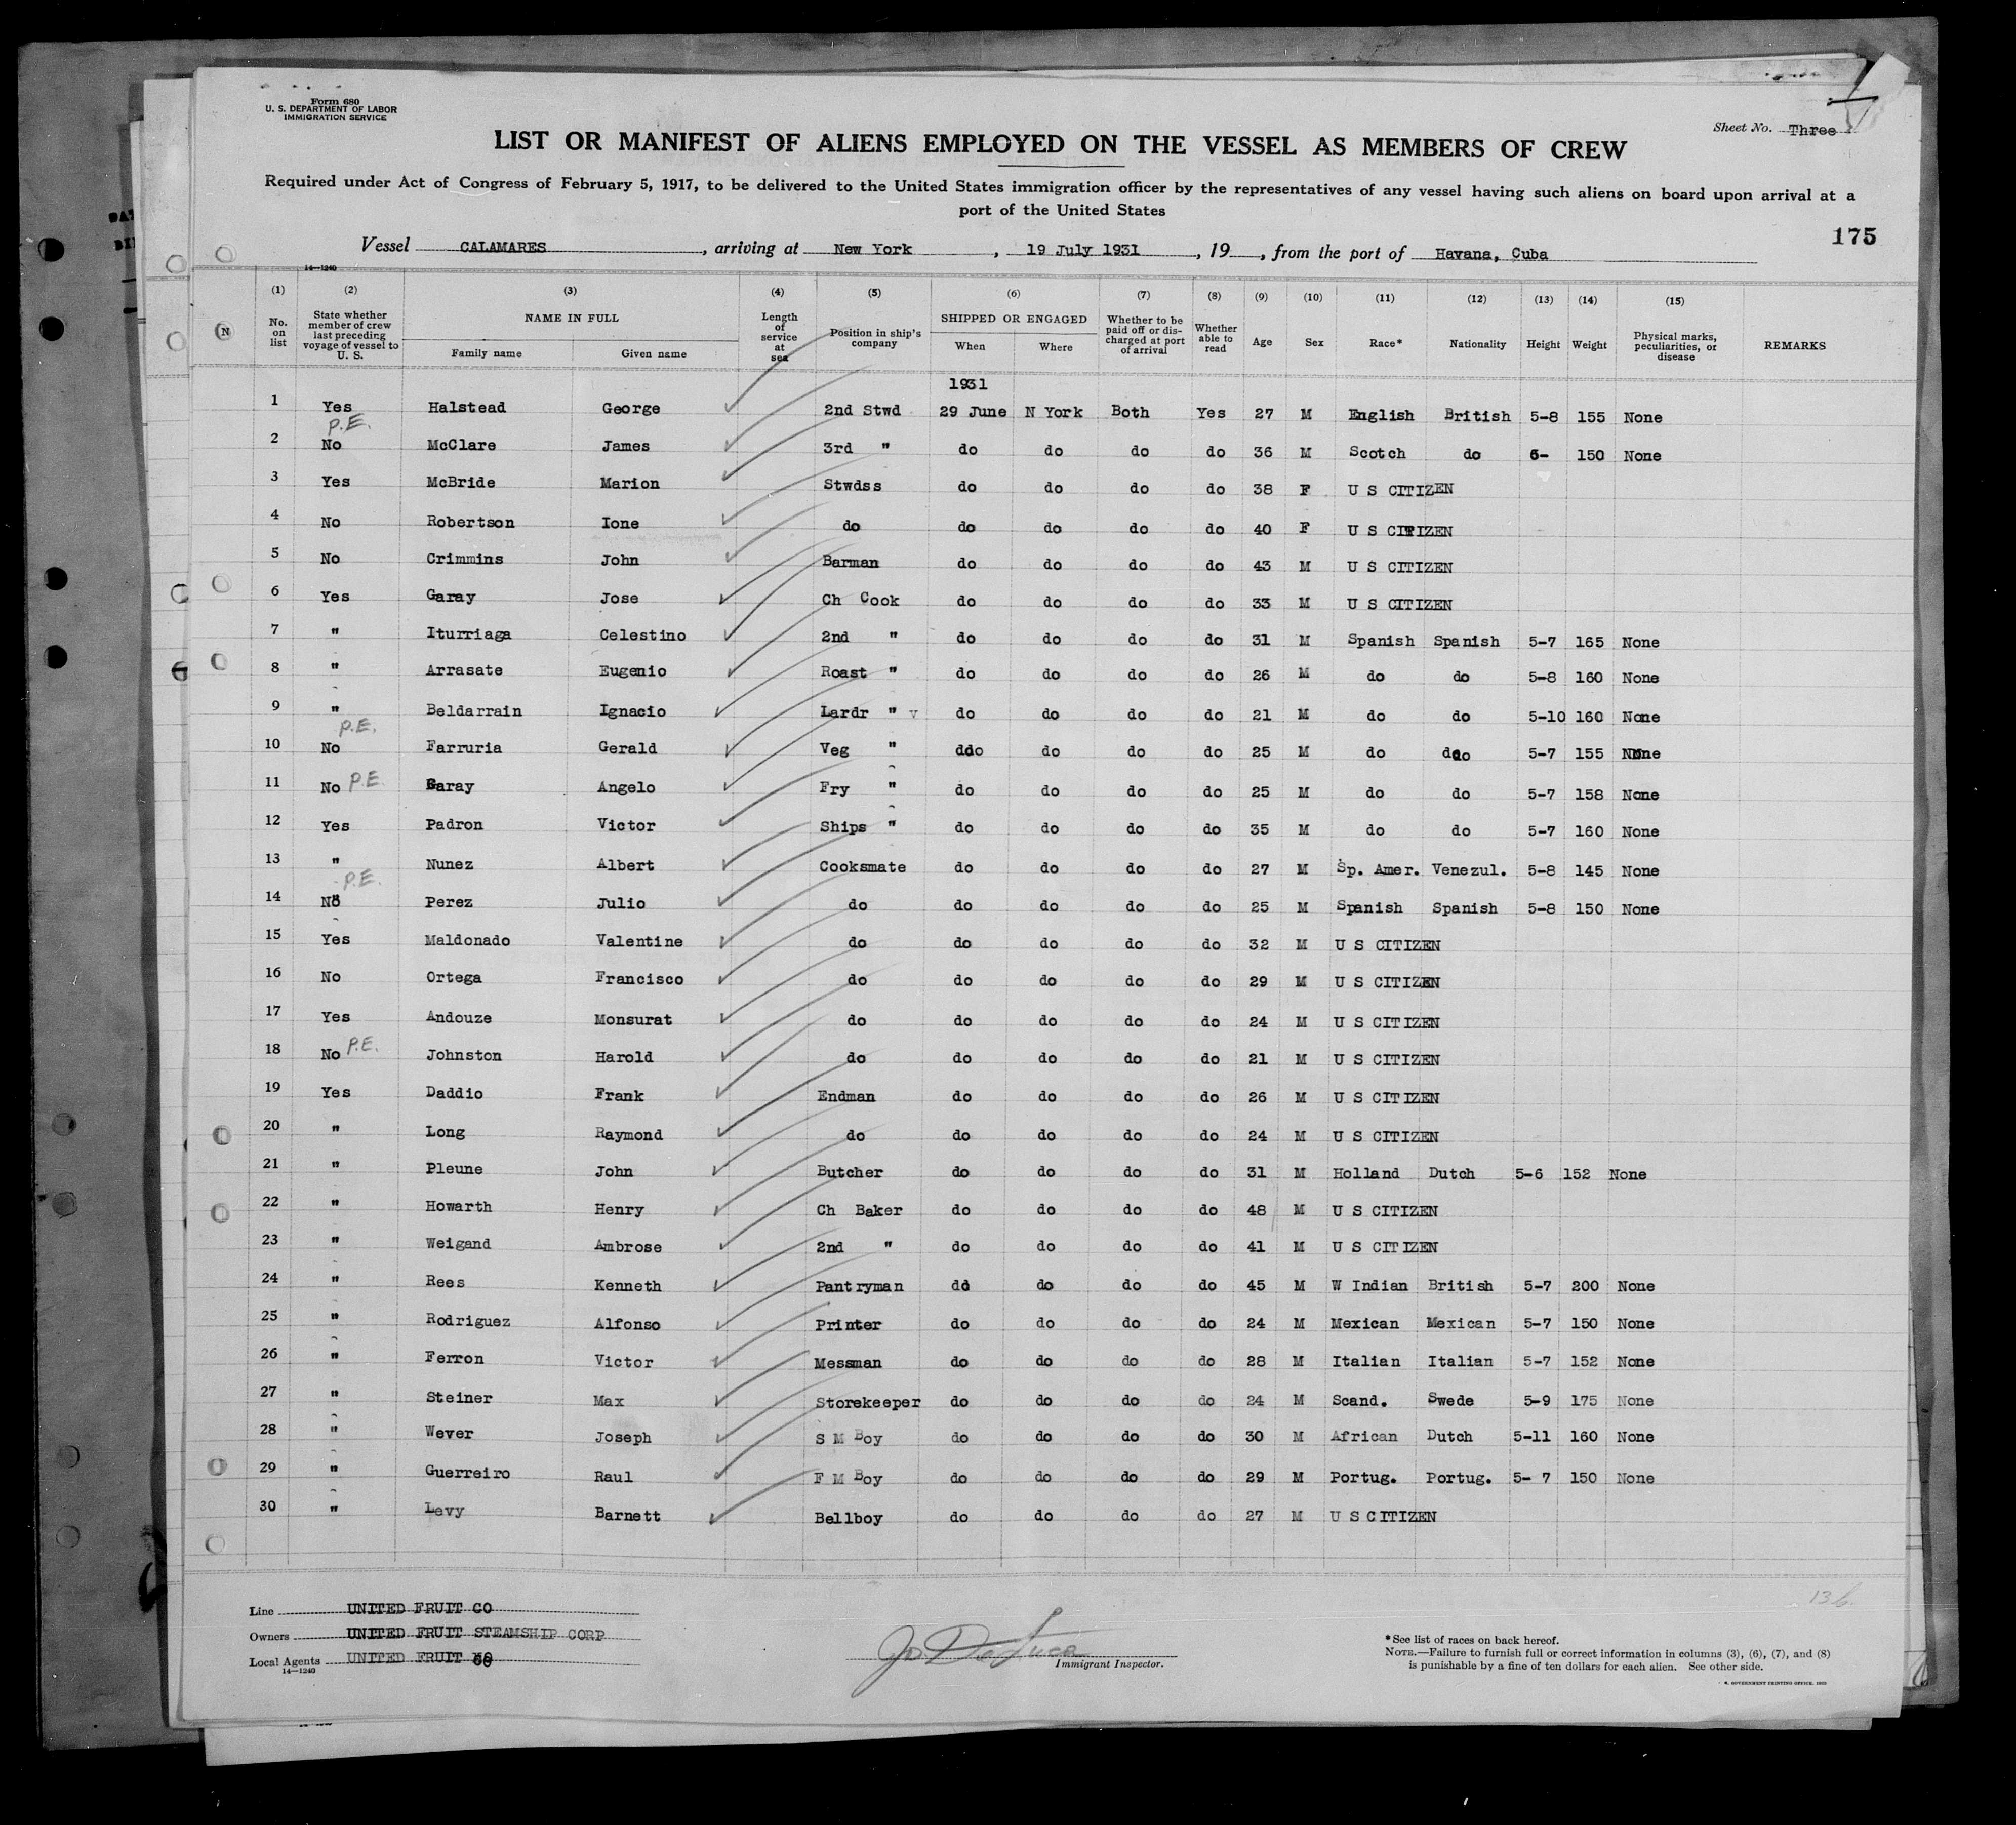 Form 680
U. S. DEPARTMENT OF LABOR
IMMIGRATION SERVICE
Sheet No. Three
LIST OR MANIFEST OF ALIENS EMPLOYED ON THE VESSEL AS MEMBERS OF CREW
Required under Act of Congress of February 5, 1917, to be delivered to the United States immigration officer by the representatives of any vessel having such aliens on board upon arrival at a
port of the United States
175
Vessel CALAMARES, arriving at New York, 19 July 1931, 19 , from the port of Havana, Cuba
14—1240
(1) (2) (3) (4) (5) (6) (7) (8) (9) (10) (11) (12) (13) (14) (15)
No. on list State whether member of crew last preceding voyage of vessel to U. S. NAME IN FULL Family name Given name Length of service at sea Position in ship's company SHIPPED OR ENGAGED When Where Whether to be paid off or discharged at port of arrival Whether able to read Age Sex Race* Nationality Height Weight Physical marks, peculiarities, or disease REMARKS
1931
1 Yes Halstead George 2nd Stwd 29 June N York Both Yes 27 M English British 5-8 155 None
P.E.
2 No McClare James 3rd " do do do do 36 M Scotch do 6- 150 None
3 Yes McBride Marion Stwdss do do do do 38 F U S CITIZEN
4 No Robertson Ione do do do do do 40 F U S CITIZEN
5 No Crimmins John Barman do do do do 43 M U S CITIZEN
6 Yes Garay Jose Ch Cook do do do do 33 M U S CITIZEN
7 " Iturriaga Celestino 2nd " do do do do 31 M Spanish Spanish 5-7 165 None
8 " Arrasate Eugenio Roast " do do do do 26 M do do 5-8 160 None
9 " Beldarrain Ignacio Lardr " do do do do 21 M do do 5-10 160 None
P.E.
10 No Farruria Gerald Veg " ddo do do do 25 M do do 5-7 155 None
11 No P.E. Garay Angelo Fry " do do do do 25 M do do 5-7 158 None
12 Yes Padron Victor Ships " do do do do 35 M do do 5-7 160 None
13 " Nunez Albert Cooksmate do do do do 27 M Sp. Amer. Venezul. 5-8 145 None
P.E.
14 No Perez Julio do do do do do 25 M Spanish Spanish 5-8 150 None
15 Yes Maldonado Valentine do do do do do 32 M U S CITIZEN
16 No Ortega Francisco do do do do do 29 M U S CITIZEN
17 Yes Andouze Monsurat do do do do do 24 M U S CITIZEN
18 No P.E. Johnston Harold do do do do do 21 M U S CITIZEN
19 Yes Daddio Frank Endman do do do do 26 M U S CITIZEN
20 " Long Raymond do do do do do 24 M U S CITIZEN
21 " Pleune John Butcher do do do do 31 M Holland Dutch 5-6 152 None
22 " Howarth Henry Ch Baker do do do do 48 M U S CITIZEN
23 " Weigand Ambrose 2nd " do do do do 41 M U S CITIZEN
24 " Rees Kenneth Pantryman dd do do do 45 M W Indian British 5-7 200 None
25 " Rodriguez Alfonso Printer do do do do 24 M Mexican Mexican 5-7 150 None
26 " Ferron Victor Messman do do do do 28 M Italian Italian 5-7 152 None
27 " Steiner Max Storekeeper do do do do 24 M Scand. Swede 5-9 175 None
28 " Wever Joseph S M Boy do do do do 30 M African Dutch 5-11 160 None
29 " Guerreiro Raul F M Boy do do do do 29 M Portug. Portug. 5- 7 150 None
30 " Levy Barnett Bellboy do do do do 27 M U S CITIZEN
136
Line UNITED FRUIT CO
Owners UNITED FRUIT STEAMSHIP CORP
Local Agents UNITED FRUIT CO
14—1240
Immigrant Inspector.
*See list of races on back hereof.
NOTE.—Failure to furnish full or correct information in columns (3), (6), (7), and (8)
is punishable by a fine of ten dollars for each alien. See other side.